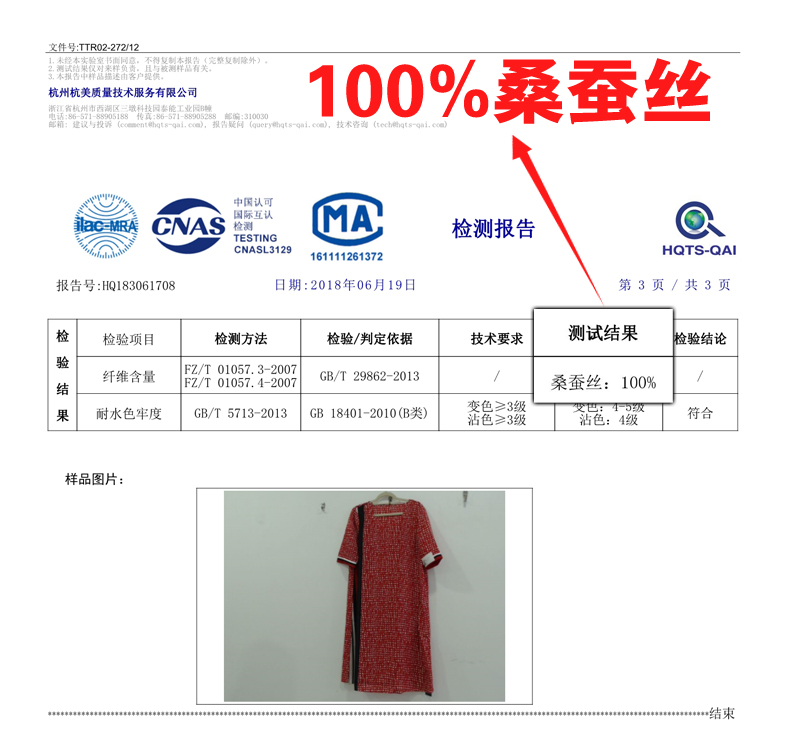 文件号:TTR02-272/12
1.未经本实验室书面同意，不得复制本报告（完整复制除外）。
2.测试结果仅对来样负责，且与被测样品有关。
3.本报告中样品描述由客户提供。
100%桑蚕丝
杭州杭美质量技术服务有限公司
浙江省杭州市西湖区三墩科技园泰能工业园B幢
电话:86-571-88905188 传真:86-571-88905288 邮编:310030
邮箱: 建议与投诉 (comment@hqts-qai.com), 报告疑问 (query@hqts-qai.com), 技术咨询 (tech@hqts-qai.com)
ilac-MRA
CNAS
中国认可
国际互认
检测
TESTING
CNASL3129
MA
161111261372
检测报告
HQTS-QAI
报告号:HQ183061708 日期:2018年06月19日 第 3 页 / 共 3 页
检验结果
检验项目 检测方法 检验/判定依据 技术要求 测试结果 检验结论
纤维含量 FZ/T 01057.3-2007 FZ/T 01057.4-2007 GB/T 29862-2013 / 桑蚕丝：100% /
耐水色牢度 GB/T 5713-2013 GB 18401-2010(B类) 变色≥3级 沾色≥3级 变色：4-5级 沾色：4级 符合
样品图片：
结束